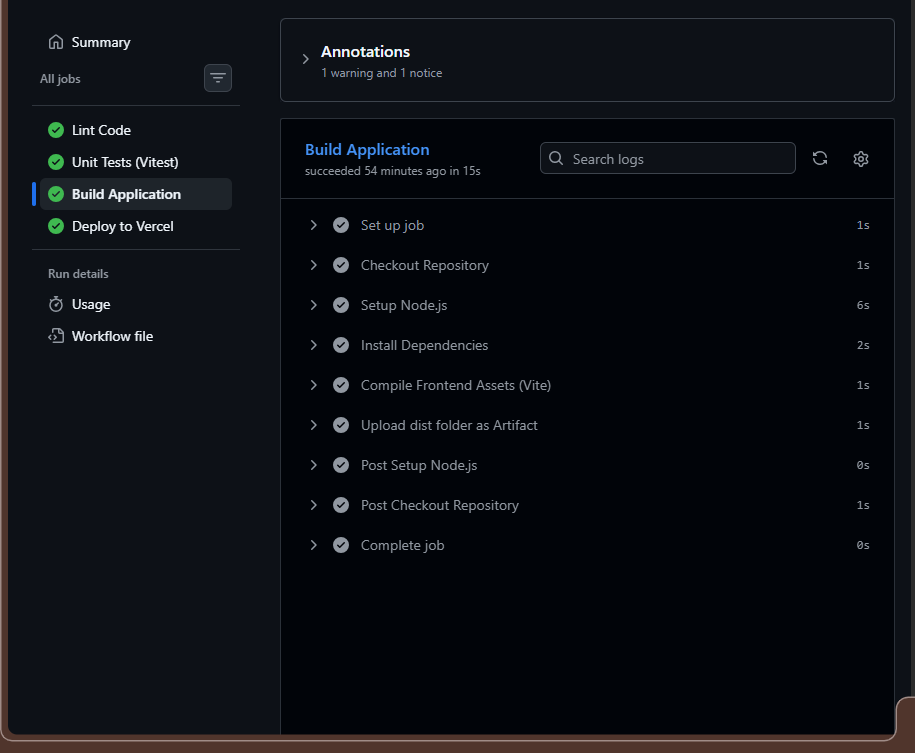 Summary
All jobs
Lint Code
Unit Tests (Vitest)
Build Application
Deploy to Vercel
Run details
Usage
Workflow file
Annotations
1 warning and 1 notice
Build Application
succeeded 54 minutes ago in 15s
Search logs
Set up job 1s
Checkout Repository 1s
Setup Node.js 6s
Install Dependencies 2s
Compile Frontend Assets (Vite) 1s
Upload dist folder as Artifact 1s
Post Setup Node.js 0s
Post Checkout Repository 1s
Complete job 0s